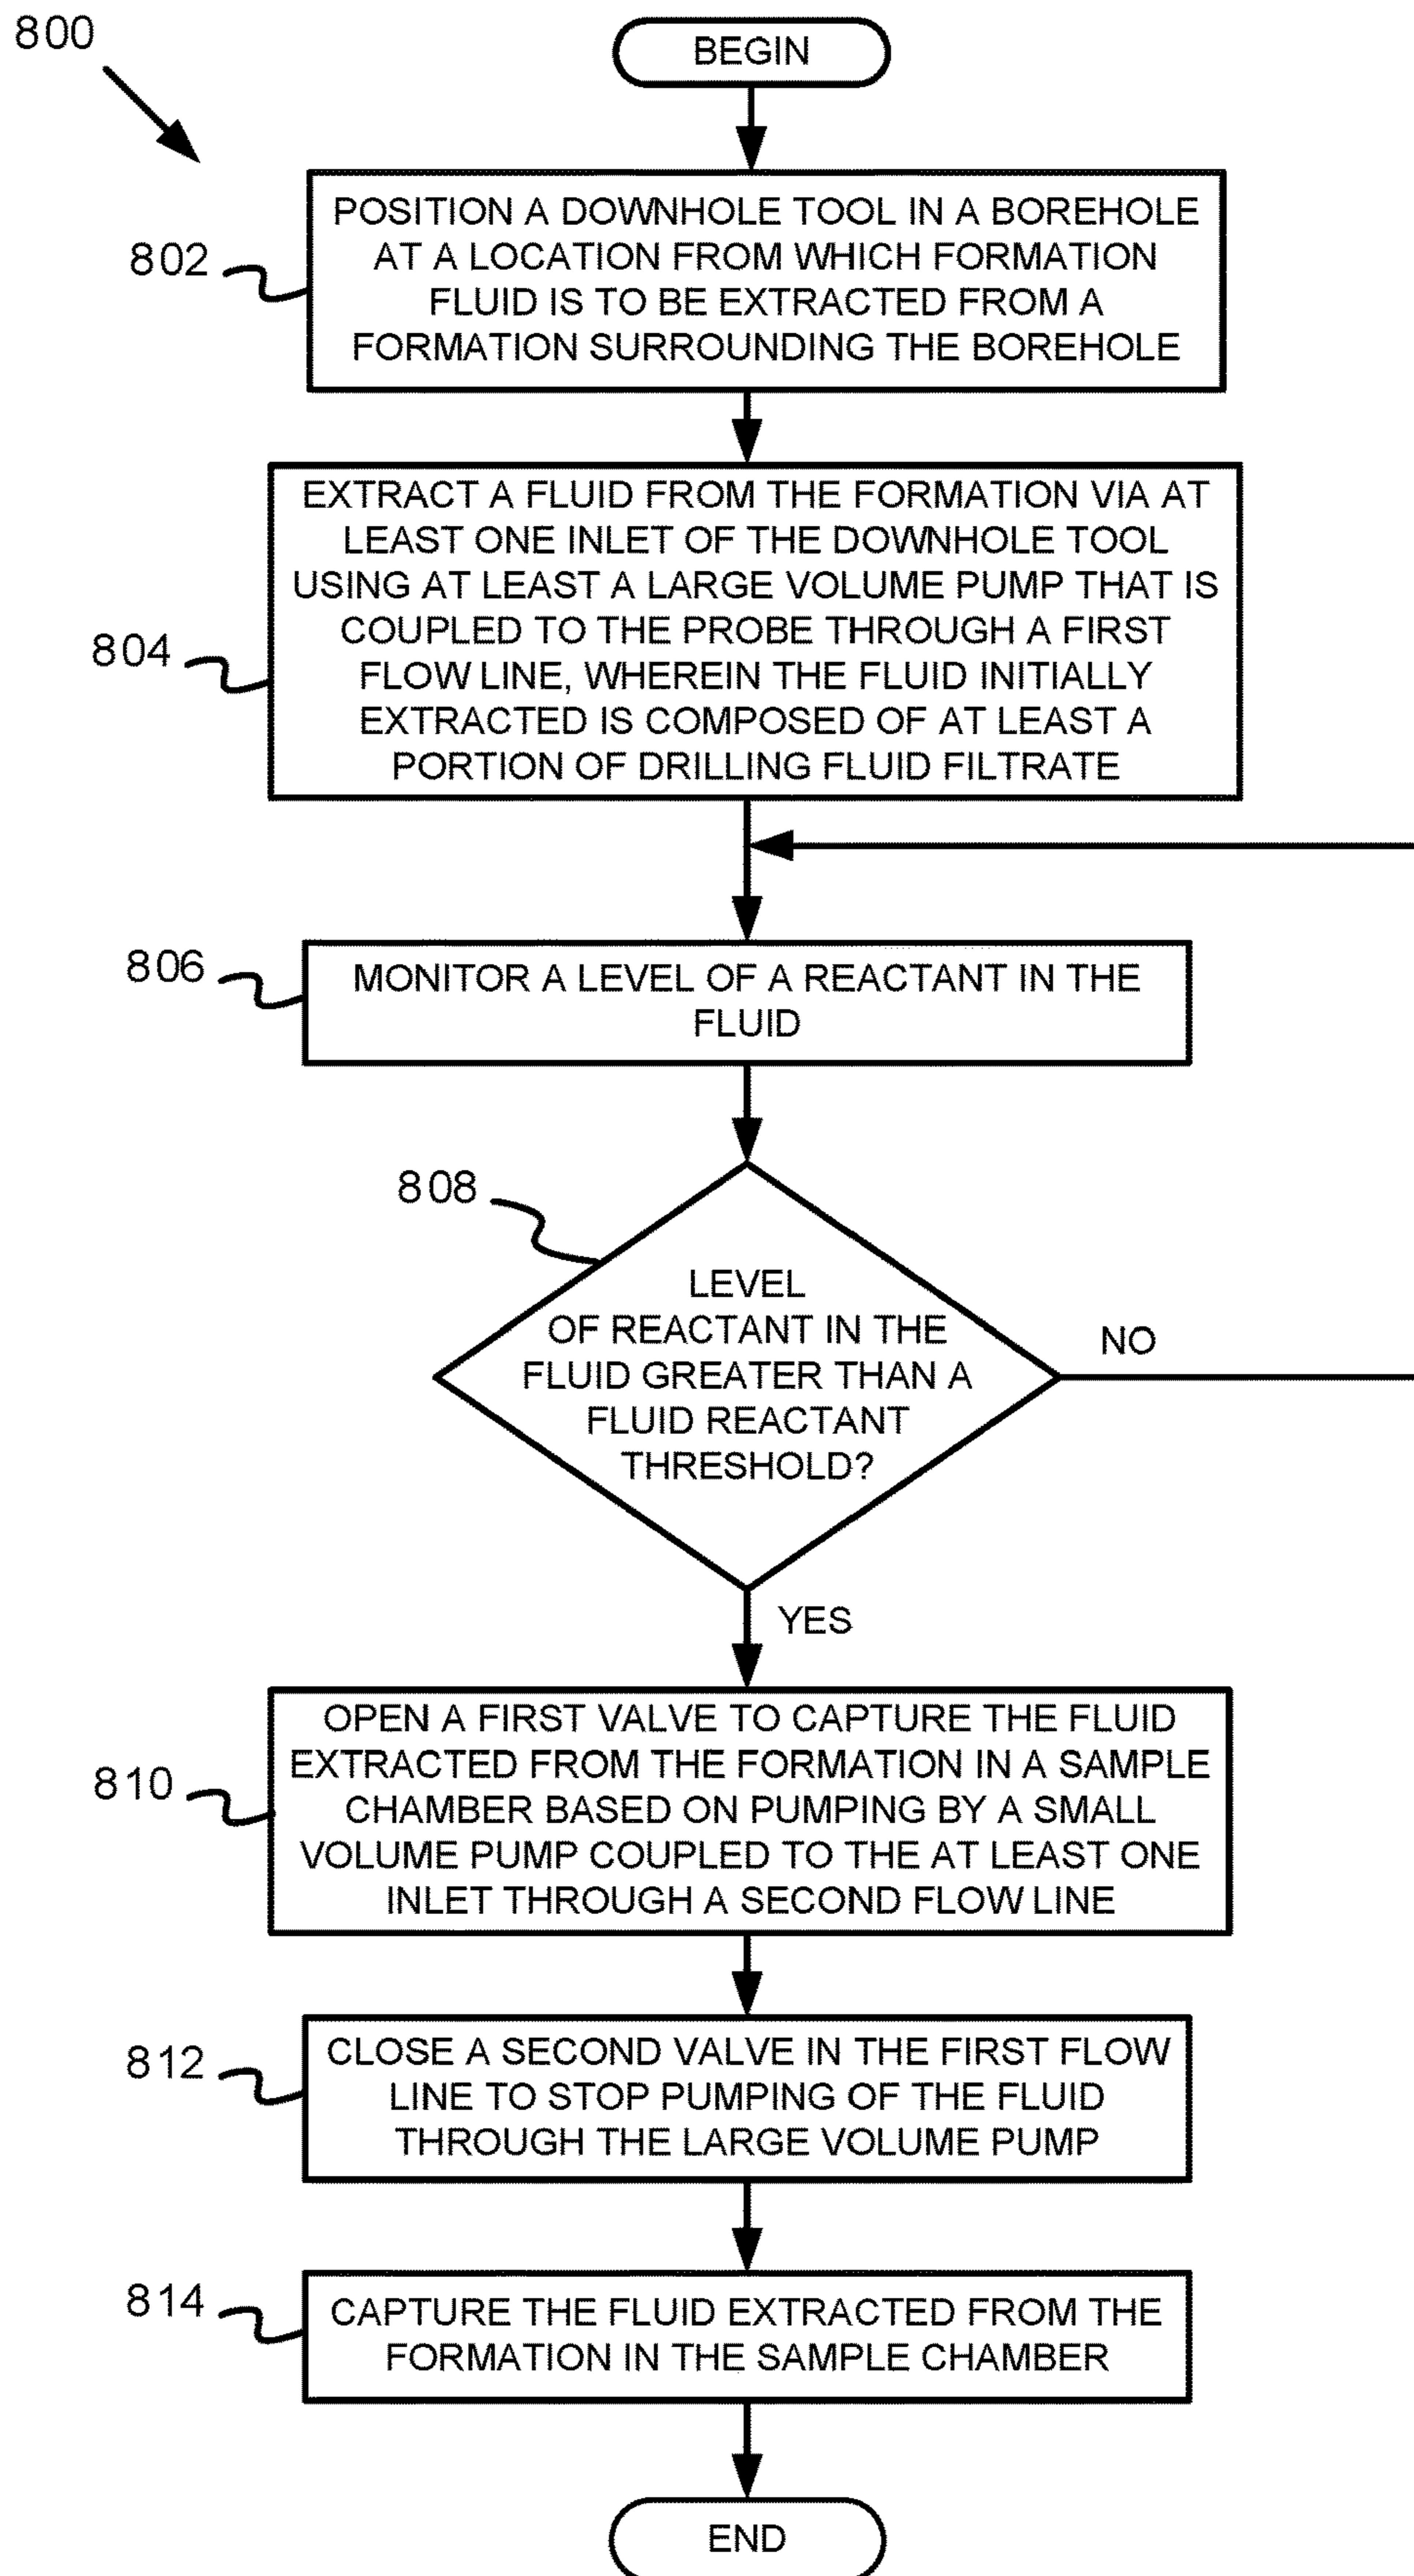 800
BEGIN
802
POSITION A DOWNHOLE TOOL IN A BOREHOLE
AT A LOCATION FROM WHICH FORMATION
FLUID IS TO BE EXTRACTED FROM A
FORMATION SURROUNDING THE BOREHOLE
804
EXTRACT A FLUID FROM THE FORMATION VIA AT
LEAST ONE INLET OF THE DOWNHOLE TOOL
USING AT LEAST A LARGE VOLUME PUMP THAT IS
COUPLED TO THE PROBE THROUGH A FIRST
FLOW LINE, WHEREIN THE FLUID INITIALLY
EXTRACTED IS COMPOSED OF AT LEAST A
PORTION OF DRILLING FLUID FILTRATE
806
MONITOR A LEVEL OF A REACTANT IN THE
FLUID
808
LEVEL
OF REACTANT IN THE
FLUID GREATER THAN A
FLUID REACTANT
THRESHOLD?
NO
YES
810
OPEN A FIRST VALVE TO CAPTURE THE FLUID
EXTRACTED FROM THE FORMATION IN A SAMPLE
CHAMBER BASED ON PUMPING BY A SMALL
VOLUME PUMP COUPLED TO THE AT LEAST ONE
INLET THROUGH A SECOND FLOW LINE
812
CLOSE A SECOND VALVE IN THE FIRST FLOW
LINE TO STOP PUMPING OF THE FLUID
THROUGH THE LARGE VOLUME PUMP
814
CAPTURE THE FLUID EXTRACTED FROM THE
FORMATION IN THE SAMPLE CHAMBER
END